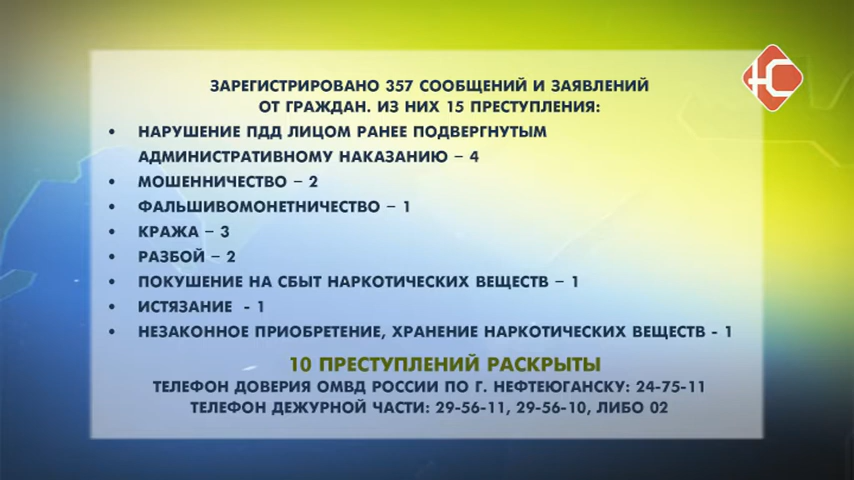 ЗАРЕГИСТРИРОВАНО 357 СООБЩЕНИЙ И ЗАЯВЛЕНИЙ
ОТ ГРАЖДАН. ИЗ НИХ 15 ПРЕСТУПЛЕНИЯ:
• НАРУШЕНИЕ ПДД ЛИЦОМ РАНЕЕ ПОДВЕРГНУТЫМ
АДМИНИСТРАТИВНОМУ НАКАЗАНИЮ – 4
• МОШЕННИЧЕСТВО – 2
• ФАЛЬШИВОМОНЕТНИЧЕСТВО – 1
• КРАЖА – 3
• РАЗБОЙ – 2
• ПОКУШЕНИЕ НА СБЫТ НАРКОТИЧЕСКИХ ВЕЩЕСТВ – 1
• ИСТЯЗАНИЕ - 1
• НЕЗАКОННОЕ ПРИОБРЕТЕНИЕ, ХРАНЕНИЕ НАРКОТИЧЕСКИХ ВЕЩЕСТВ - 1
10 ПРЕСТУПЛЕНИЙ РАСКРЫТЫ
ТЕЛЕФОН ДОВЕРИЯ ОМВД РОССИИ ПО Г. НЕФТЕЮГАНСКУ: 24-75-11
ТЕЛЕФОН ДЕЖУРНОЙ ЧАСТИ: 29-56-11, 29-56-10, ЛИБО 02